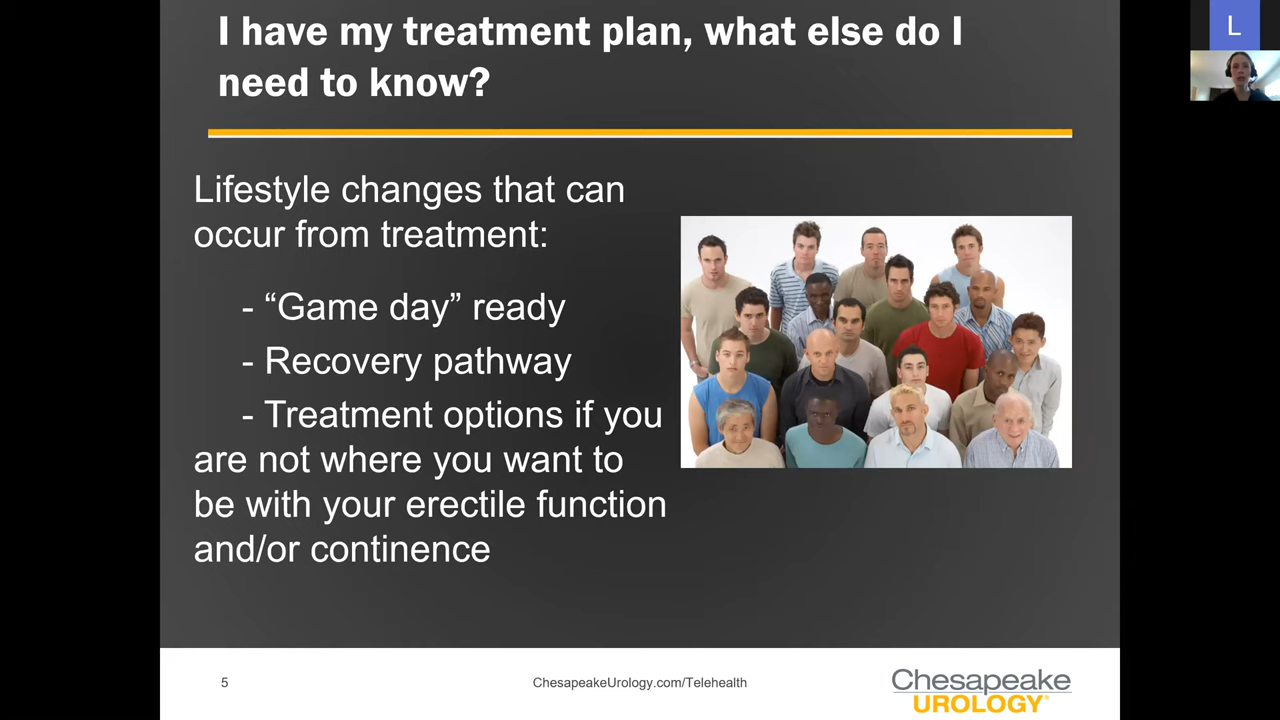 I have my treatment plan, what else do I
need to know?
L
Lifestyle changes that can
occur from treatment:
- “Game day” ready
- Recovery pathway
- Treatment options if you
are not where you want to
be with your erectile function
and/or continence
5
ChesapeakeUrology.com/Telehealth
Chesapeake
UROLOGY®